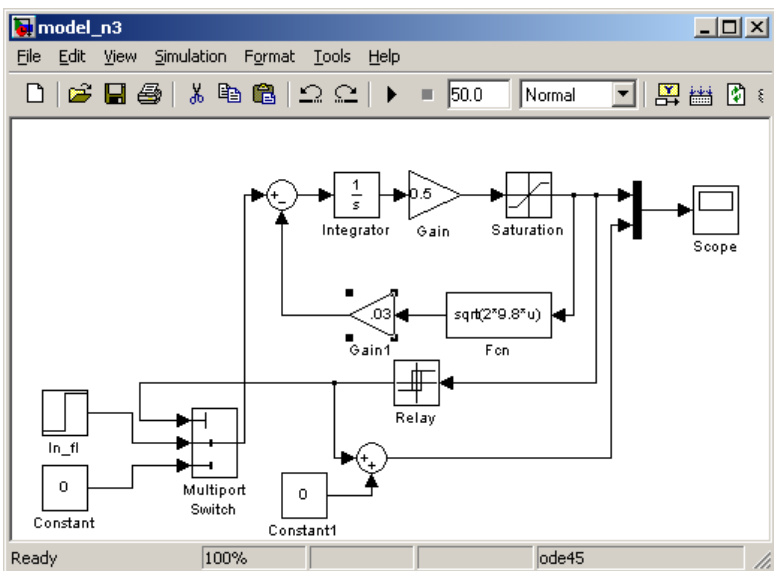 model_n3
File Edit View Simulation Format Tools Help
50.0 Normal
1
s
Integrator
0.5
Gain
Saturation
Scope
.03
Gain1
sqrt(2*9.8*u)
Fcn
Relay
In_fl
0
Constant
Multiport
Switch
0
Constant1
Ready 100% ode45